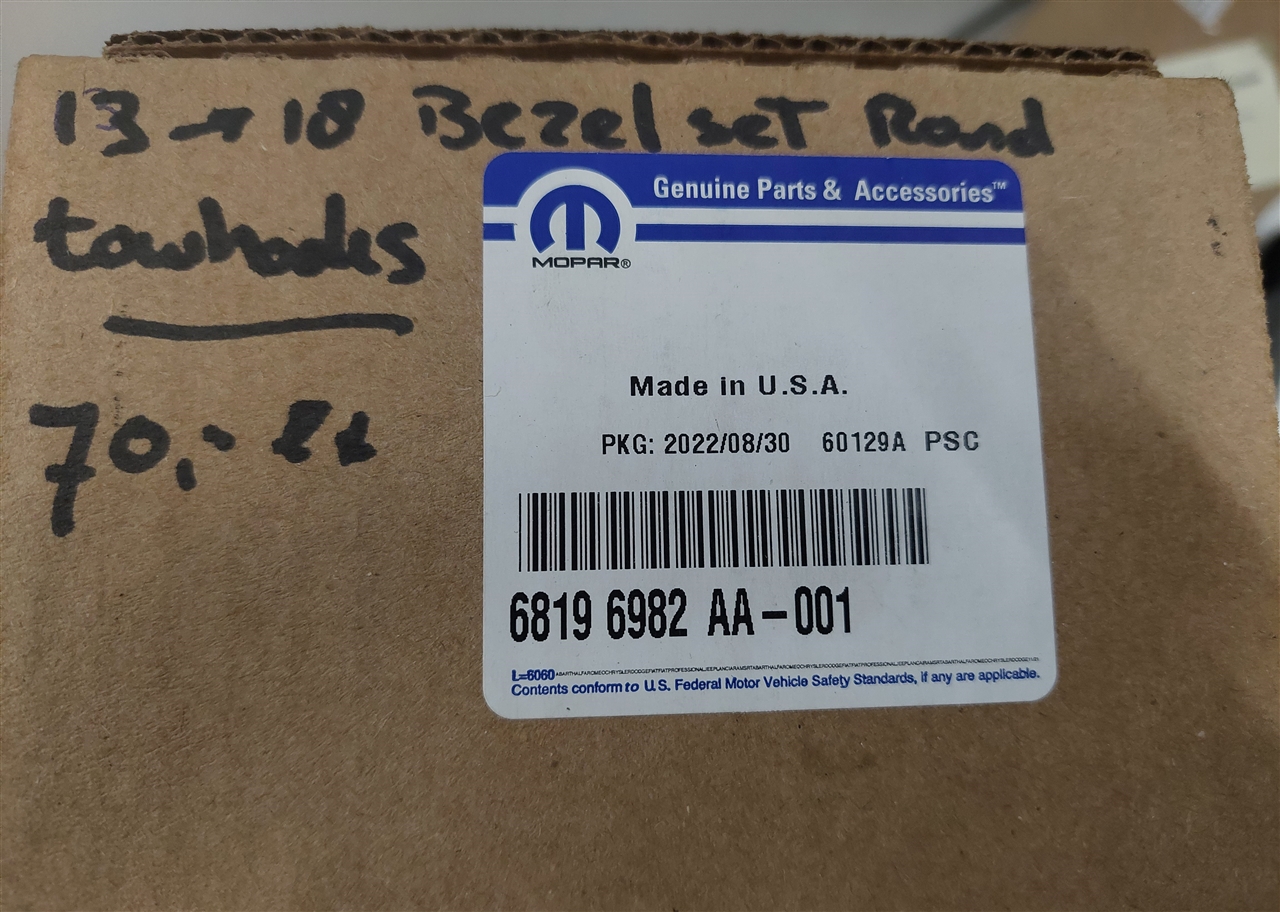 13 → 18 Bezel set Rond
towhooks
70,-
Genuine Parts & Accessories™
MOPAR®
Made in U.S.A.
PKG: 2022/08/30 60129A PSC
6819 6982 AA-001
L=6060
Contents conform to U.S. Federal Motor Vehicle Safety Standards, if any are applicable.